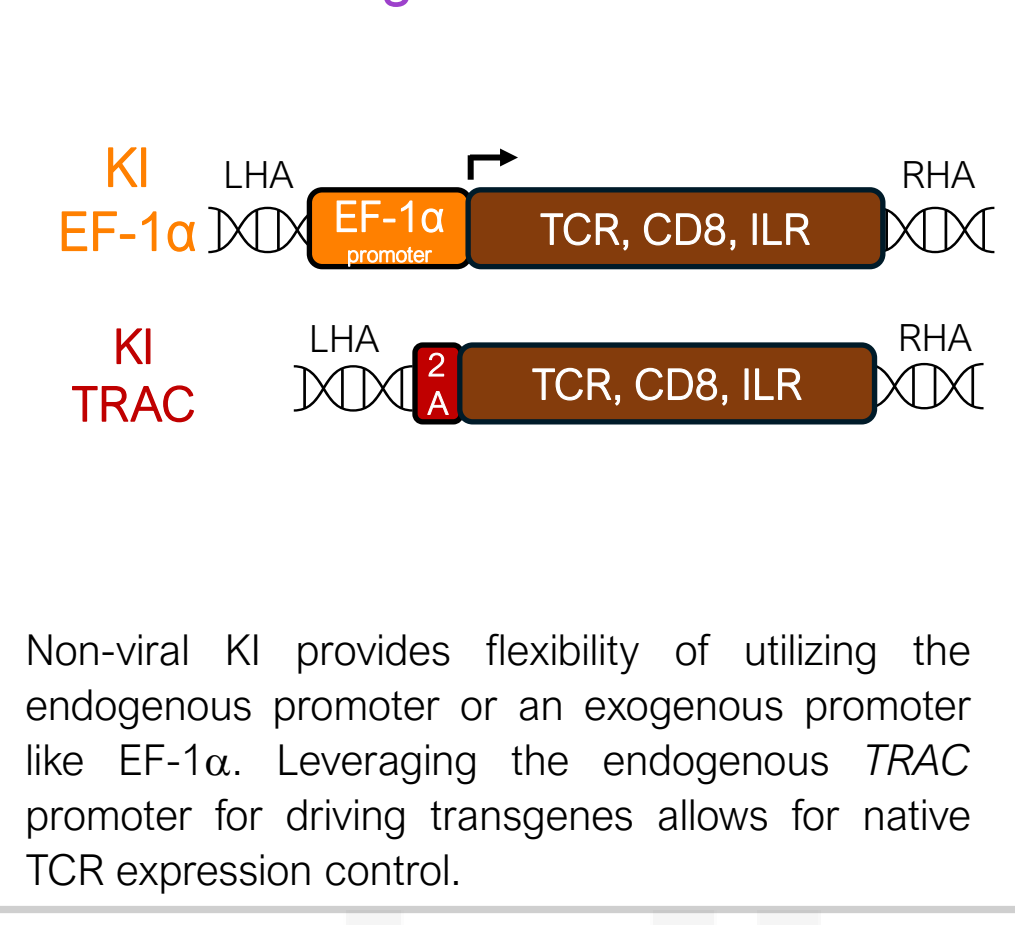 KI
EF-1α
LHA
EF-1α
promoter
TCR, CD8, ILR
RHA
KI
TRAC
LHA
2
A
TCR, CD8, ILR
RHA
Non-viral KI provides flexibility of utilizing the
endogenous promoter or an exogenous promoter
like EF-1α. Leveraging the endogenous TRAC
promoter for driving transgenes allows for native
TCR expression control.